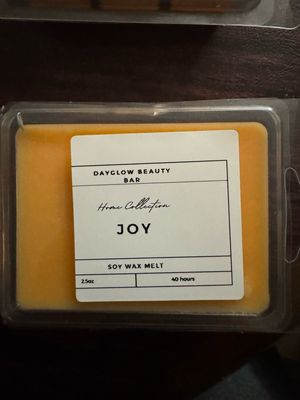 DAYGLOW BEAUTY
BAR
Home Collection
JOY
SOY WAX MELT
2.5oz
40 hours